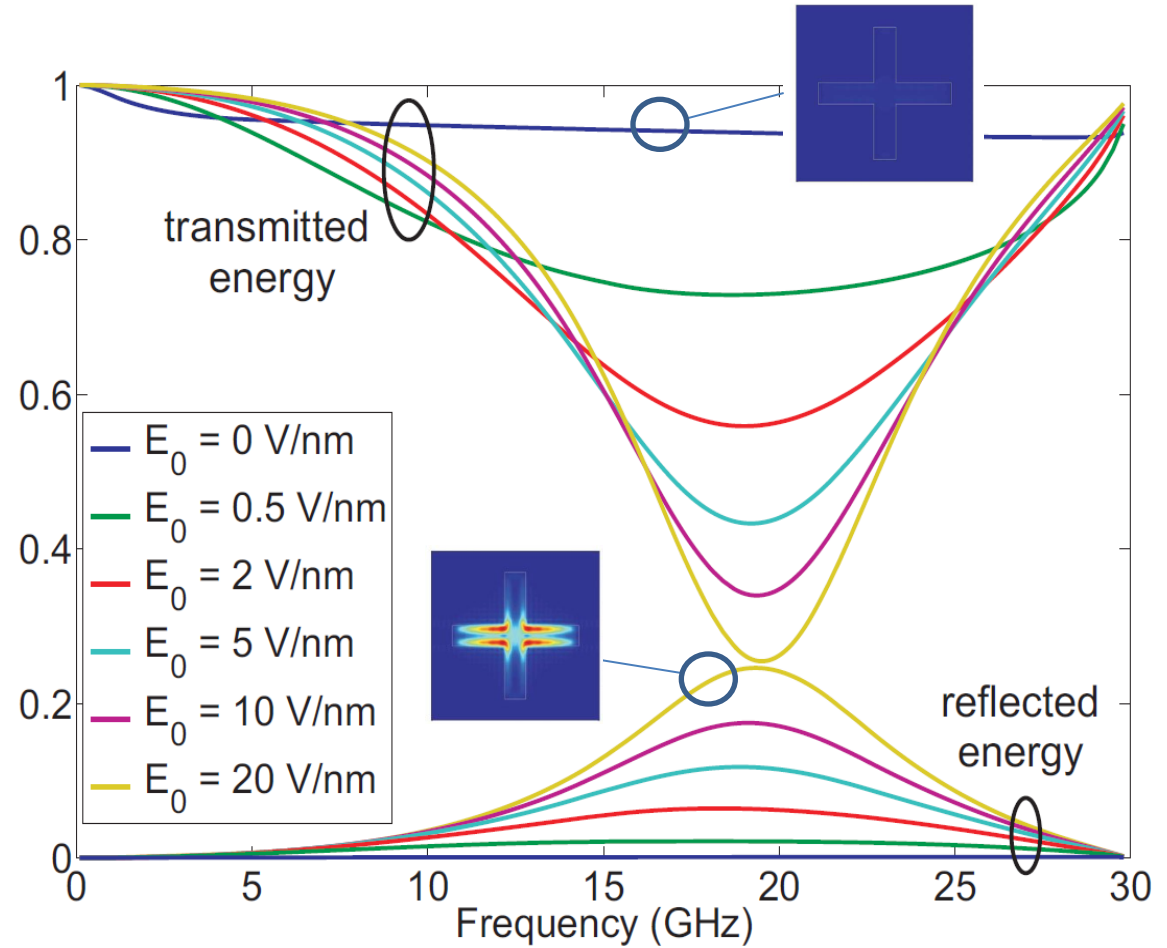 1
0.8
0.6
0.4
0.2
0
transmitted
energy
E0 = 0 V/nm
E0 = 0.5 V/nm
E0 = 2 V/nm
E0 = 5 V/nm
E0 = 10 V/nm
E0 = 20 V/nm
reflected
energy
0 5 10 15 20 25 30
Frequency (GHz)